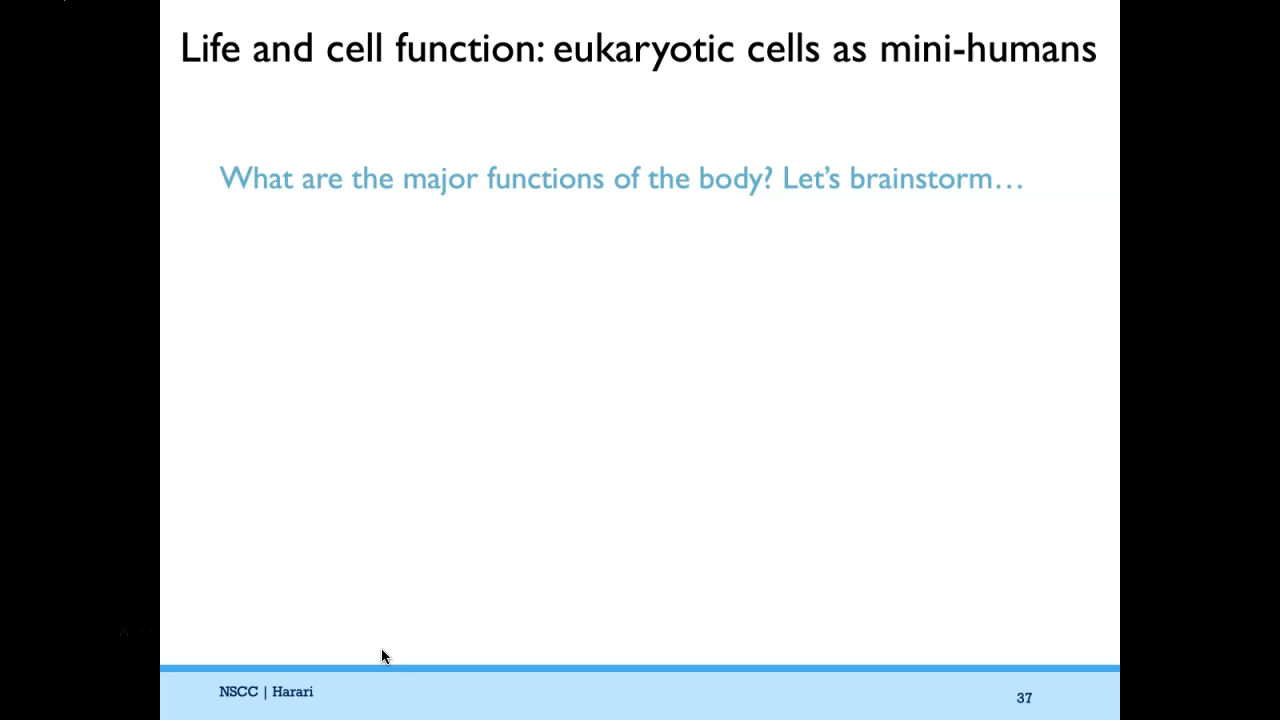 Life and cell function: eukaryotic cells as mini-humans
What are the major functions of the body? Let’s brainstorm…
NSCC | Harari
37